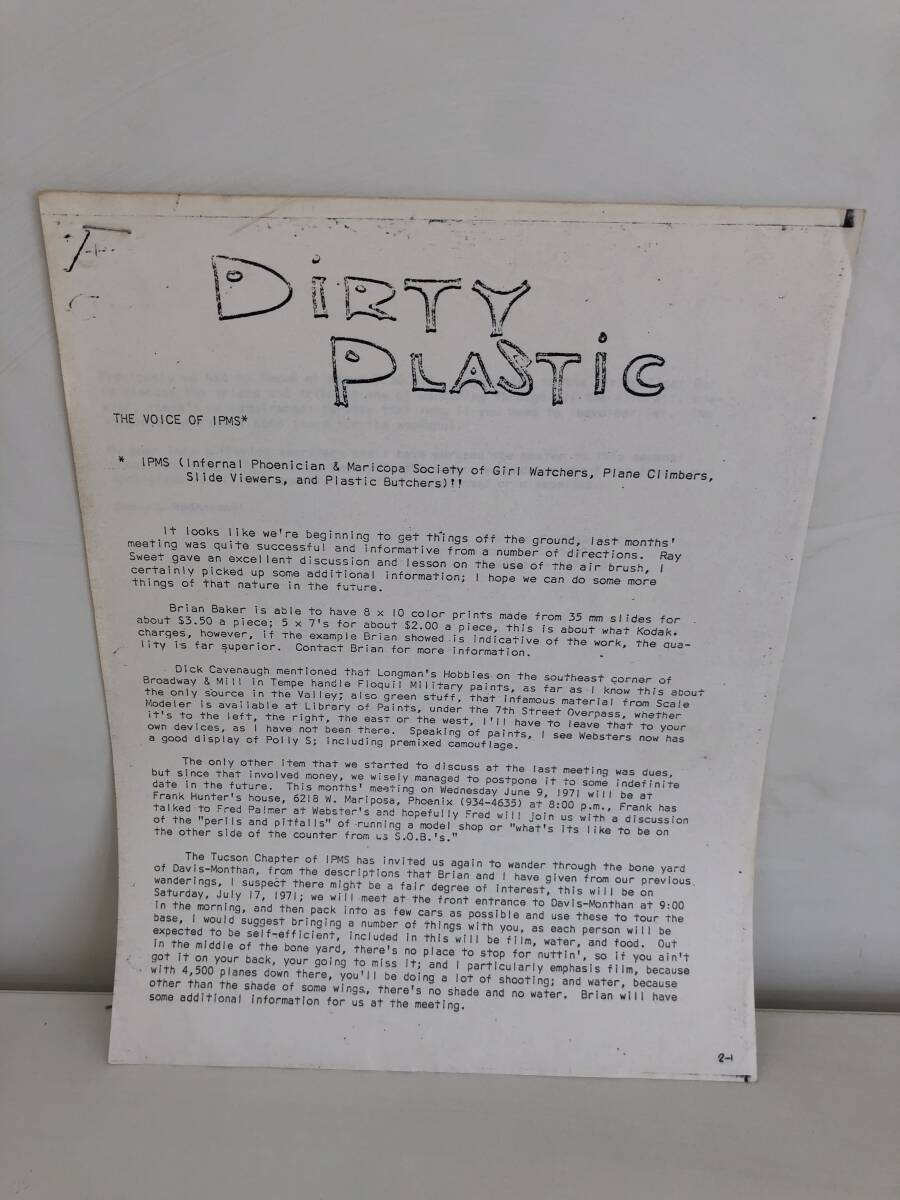 DiRTY
PLASTiC
THE VOICE OF IPMS*
* IPMS (Infernal Phoenician & Maricopa Society of Girl Watchers, Plane Climbers,
Slide Viewers, and Plastic Butchers)!!
It looks like we're beginning to get things off the ground, last months'
meeting was quite successful and informative from a number of directions. Ray
Sweet gave an excellent discussion and lesson on the use of the air brush, I
certainly picked up some additional information; I hope we can do some more
things of that nature in the future.
Brian Baker is able to have 8 x 10 color prints made from 35 mm slides for
about $3.50 a piece; 5 x 7's for about $2.00 a piece, this is about what Kodak.
charges, however, if the example Brian showed is indicative of the work, the qua-
lity is far superior. Contact Brian for more information.
Dick Cavenaugh mentioned that Longman's Hobbies on the southeast corner of
Broadway & Mill in Tempe handle Floquil Military paints, as far as I know this about
the only source in the Valley; also green stuff, that infamous material from Scale
Modeler is available at Library of Paints, under the 7th Street Overpass, whether
it's to the left, the right, the east or the west, I'll have to leave that to your
own devices, as I have not been there. Speaking of paints, I see Websters now has
a good display of Polly S; including premixed camouflage.
The only other item that we started to discuss at the last meeting was dues,
but since that involved money, we wisely managed to postpone it to some indefinite
date in the future. This months' meeting on Wednesday June 9, 1971 will be at
Frank Hunter's house, 6218 W. Mariposa, Phoenix (934-4635) at 8:00 p.m., Frank has
talked to Fred Palmer at Webster's and hopefully Fred will join us with a discussion
of the "perils and pitfalls" of running a model shop or "what's its like to be on
the other side of the counter from us S.O.B.'s."
The Tucson Chapter of IPMS has invited us again to wander through the bone yard
of Davis-Monthan, from the descriptions that Brian and I have given from our previous
wanderings, I suspect there might be a fair degree of interest, this will be on
Saturday, July 17, 1971; we will meet at the front entrance to Davis-Monthan at 9:00
in the morning, and then pack into as few cars as possible and use these to tour the
base, I would suggest bringing a number of things with you, as each person will be
expected to be self-efficient, included in this will be film, water, and food. Out
in the middle of the bone yard, there's no place to stop for nuttin', so if you ain't
got it on your back, your going to miss it; and I particularly emphasis film, because
with 4,500 planes down there, you'll be doing a lot of shooting; and water, because
other than the shade of some wings, there's no shade and no water. Brian will have
some additional information for us at the meeting.
2-1